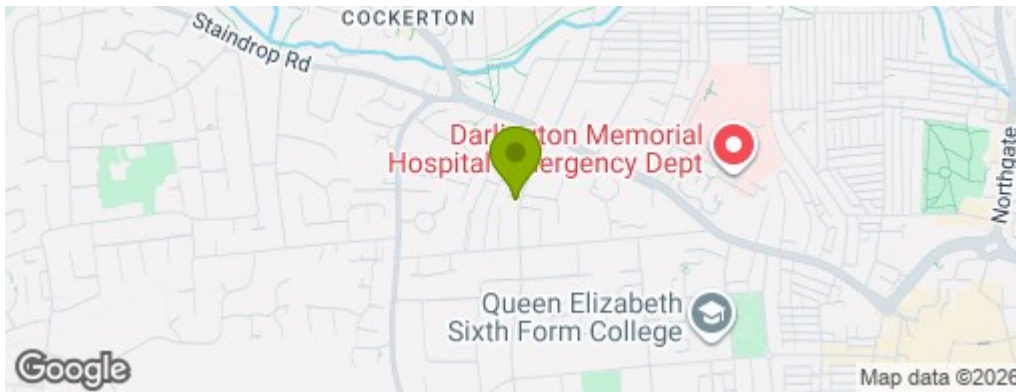 COCKERTON
Staindrop Rd
Darlington Memorial
Hospital Emergency Dept
Northgate
Queen Elizabeth
Sixth Form College
Google
Map data ©2026